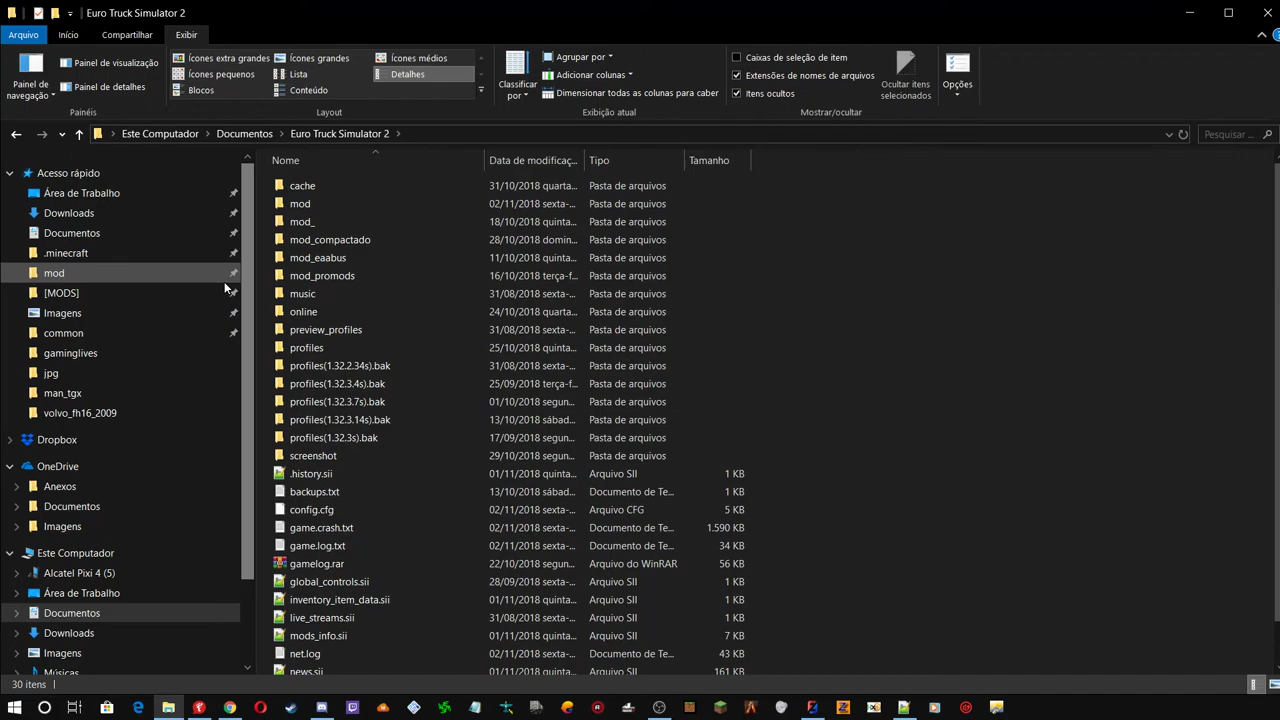 Euro Truck Simulator 2
Arquivo Início Compartilhar Exibir
Painel de navegação
Painel de visualização
Painel de detalhes
Painéis
Ícones extra grandes Ícones grandes Ícones médios
Ícones pequenos Lista Detalhes
Blocos Conteúdo
Layout
Classificar por
Agrupar por
Adicionar colunas
Dimensionar todas as colunas para caber
Exibição atual
Caixas de seleção de item
Extensões de nomes de arquivos
Itens ocultos
Ocultar itens selecionados
Mostrar/ocultar
Opções
Este Computador Documentos Euro Truck Simulator 2
Pesquisar ...
Acesso rápido
Área de Trabalho
Downloads
Documentos
.minecraft
mod
[MODS]
Imagens
common
gaminglives
jpg
man_tgx
volvo_fh16_2009
Dropbox
OneDrive
Anexos
Documentos
Imagens
Este Computador
Alcatel Pixi 4 (5)
Área de Trabalho
Documentos
Downloads
Imagens
Músicas
Nome Data de modificaç... Tipo Tamanho
cache 31/10/2018 quarta... Pasta de arquivos
mod 02/11/2018 sexta-... Pasta de arquivos
mod_ 18/10/2018 quinta... Pasta de arquivos
mod_compactado 28/10/2018 domin... Pasta de arquivos
mod_eaabus 11/10/2018 quinta... Pasta de arquivos
mod_promods 16/10/2018 terça-f... Pasta de arquivos
music 31/08/2018 sexta-... Pasta de arquivos
online 24/10/2018 quarta... Pasta de arquivos
preview_profiles 31/08/2018 sexta-... Pasta de arquivos
profiles 25/10/2018 quinta... Pasta de arquivos
profiles(1.32.2.34s).bak 31/08/2018 sexta-... Pasta de arquivos
profiles(1.32.3.4s).bak 25/09/2018 terça-f... Pasta de arquivos
profiles(1.32.3.7s).bak 01/10/2018 segun... Pasta de arquivos
profiles(1.32.3.14s).bak 13/10/2018 sábad... Pasta de arquivos
profiles(1.32.3s).bak 17/09/2018 segun... Pasta de arquivos
screenshot 29/10/2018 segun... Pasta de arquivos
.history.sii 01/11/2018 quinta... Arquivo SII 1 KB
backups.txt 13/10/2018 sábad... Documento de Te... 1 KB
config.cfg 02/11/2018 sexta-... Arquivo CFG 5 KB
game.crash.txt 02/11/2018 sexta-... Documento de Te... 1.590 KB
game.log.txt 02/11/2018 sexta-... Documento de Te... 34 KB
gamelog.rar 22/10/2018 segun... Arquivo do WinRAR 56 KB
global_controls.sii 28/09/2018 sexta-... Arquivo SII 1 KB
inventory_item_data.sii 01/11/2018 quinta... Arquivo SII 1 KB
live_streams.sii 31/08/2018 sexta-... Arquivo SII 1 KB
mods_info.sii 01/11/2018 quinta... Arquivo SII 7 KB
net.log 02/11/2018 sexta-... Documento de Te... 43 KB
news.sii 01/11/2018 quinta... Arquivo SII 161 KB
30 itens